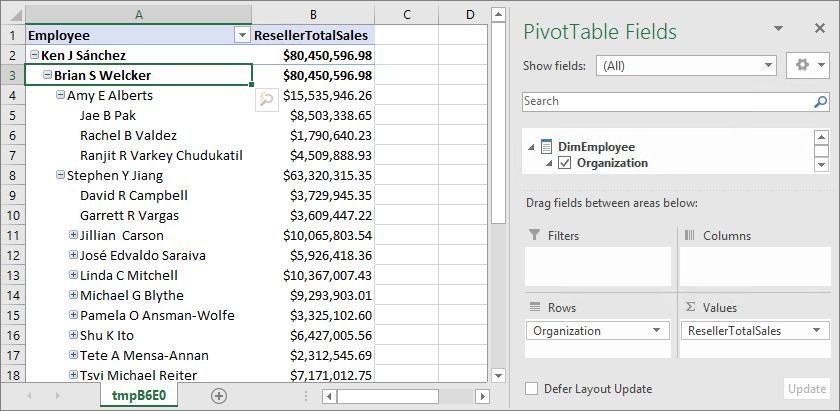 A B C D
1 Employee ResellerTotalSales
2 Ken J Sánchez $80,450,596.98
3 Brian S Welcker $80,450,596.98
4 Amy E Alberts $15,535,946.26
5 Jae B Pak $8,503,338.65
6 Rachel B Valdez $1,790,640.23
7 Ranjit R Varkey Chudukatil $4,509,888.93
8 Stephen Y Jiang $63,320,315.35
9 David R Campbell $3,729,945.35
10 Garrett R Vargas $3,609,447.22
11 Jillian Carson $10,065,803.54
12 José Edvaldo Saraiva $5,926,418.36
13 Linda C Mitchell $10,367,007.43
14 Michael G Blythe $9,293,903.01
15 Pamela O Ansman-Wolfe $3,325,102.60
16 Shu K Ito $6,427,005.56
17 Tete A Mensa-Annan $2,312,545.69
18 Tsvi Michael Reiter $7,171,012.75
tmpB6E0
PivotTable Fields
Show fields: (All)
Search
DimEmployee
Organization
Drag fields between areas below:
Filters Columns
Rows Σ Values
Organization ResellerTotalSales
Defer Layout Update Update